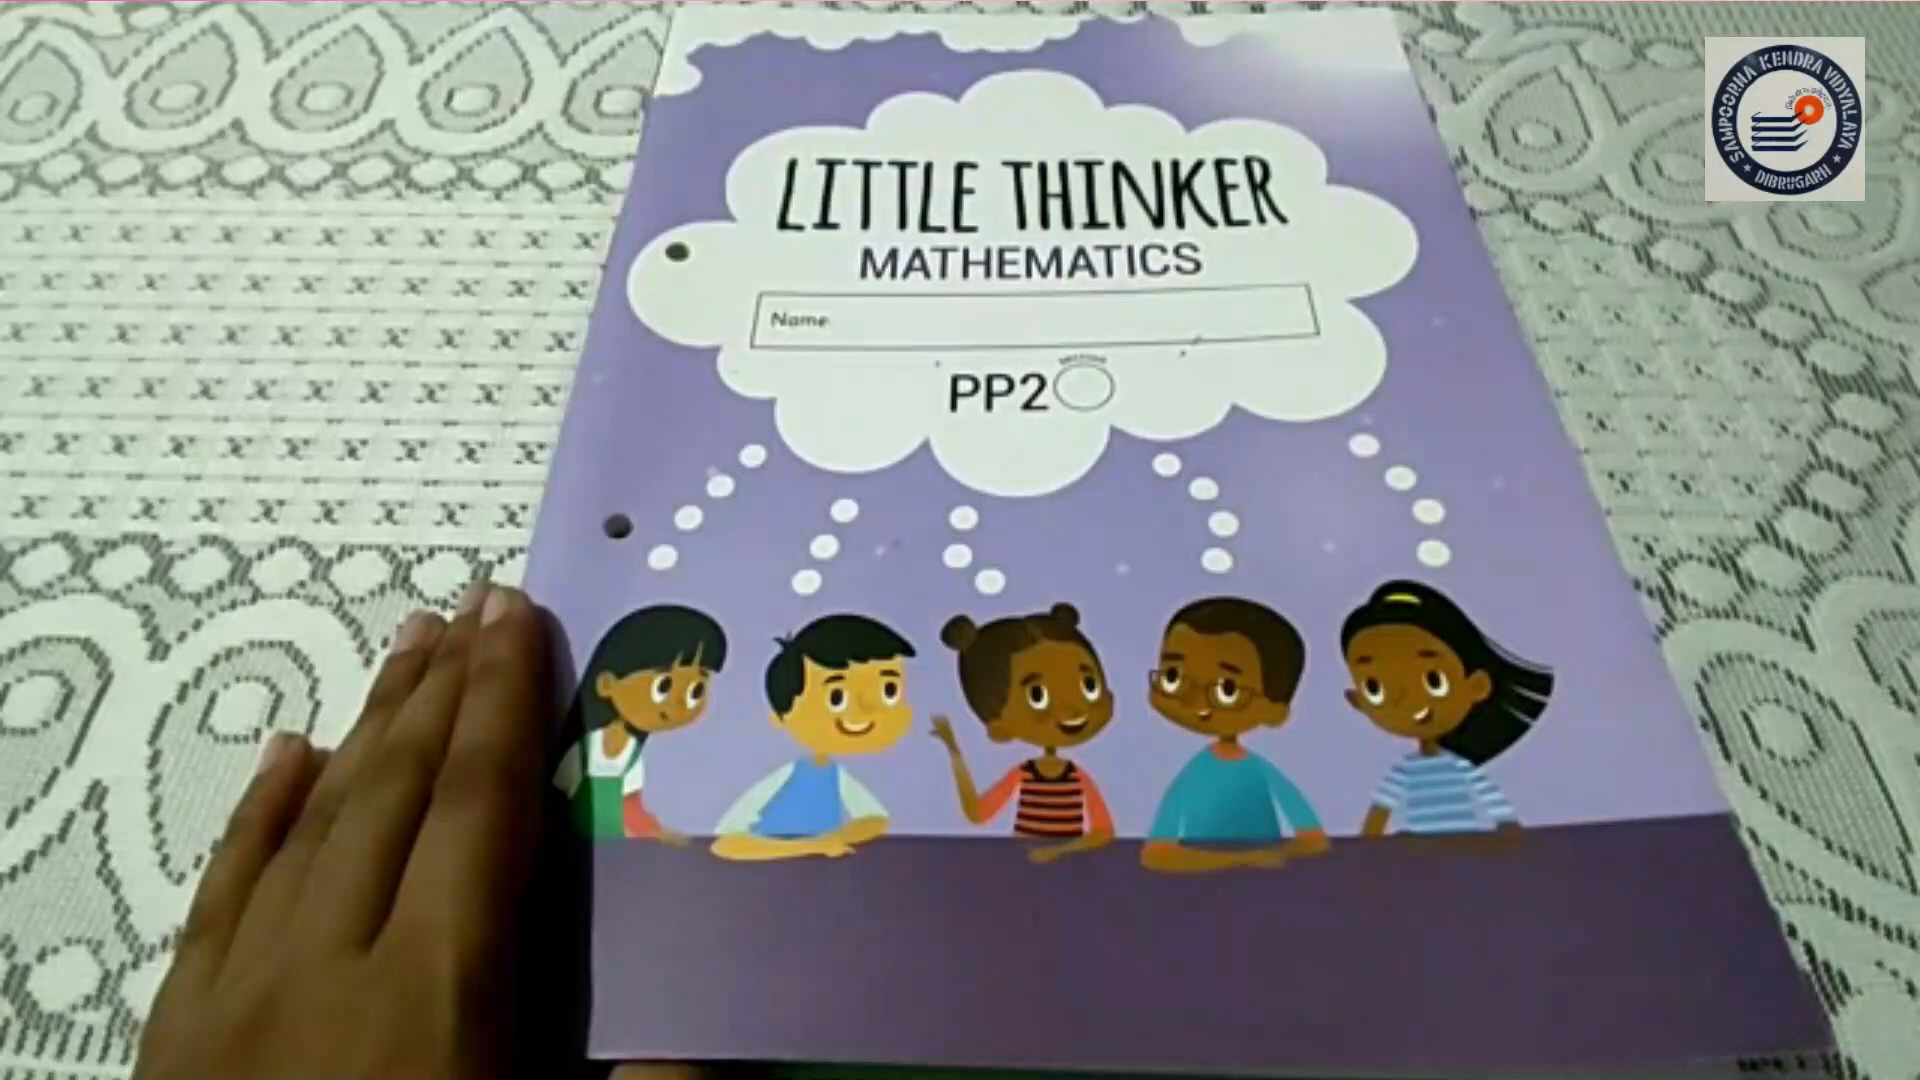 LITTLE THINKER
MATHEMATICS
Name
PP2
SAMPOORNA KENDRA VIDYALAYA
★ DIBRUGARH ★